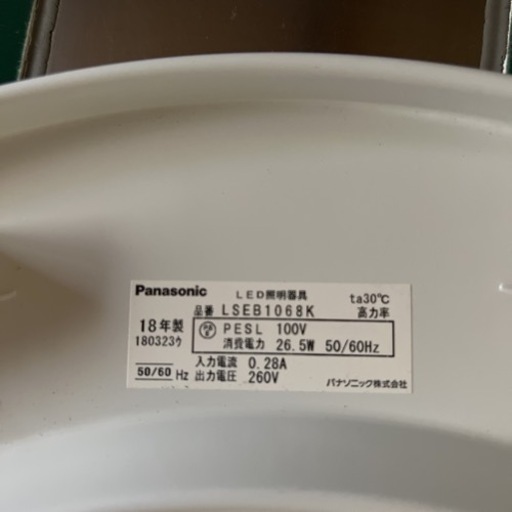 Panasonic LED照明器具 ta30℃
品番 LSEB1068K 高力率
18年製 PESL 100V
180323ウ 消費電力 26.5W 50/60Hz
入力電流 0.28A
50/60 Hz 出力電圧 260V
パナソニック株式会社